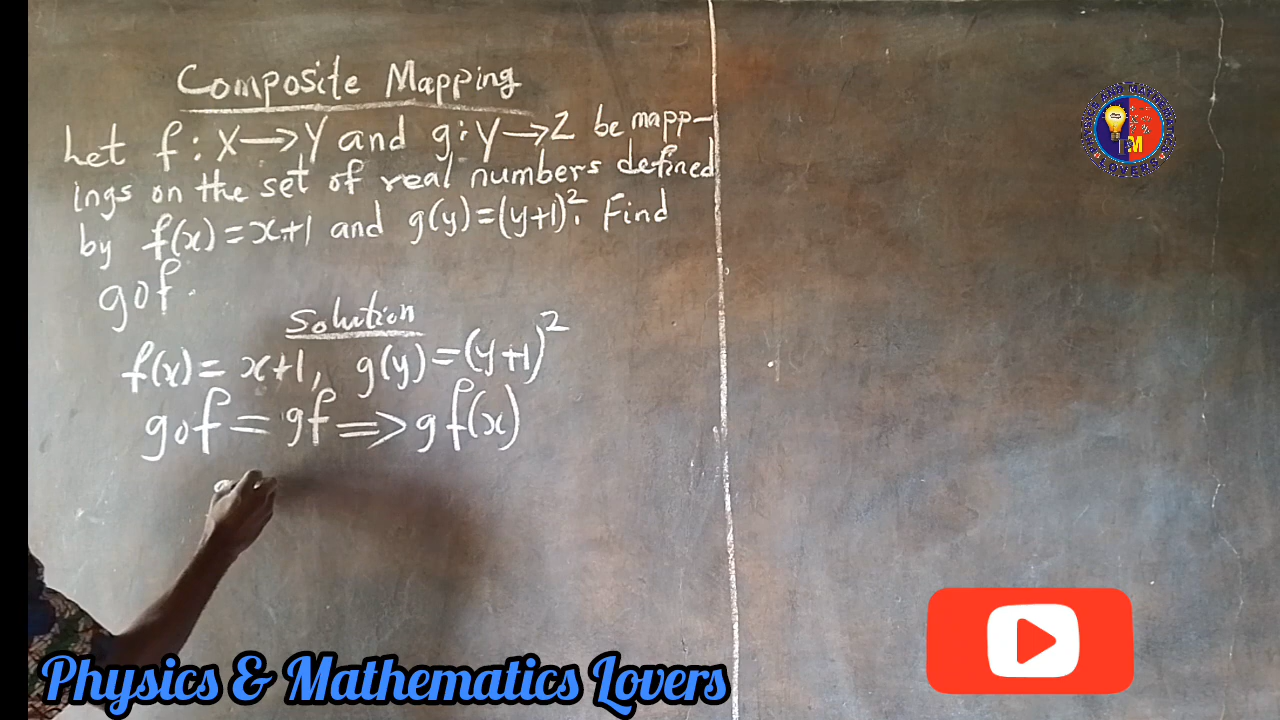 Composite Mapping
Let f : X → Y and g : Y → Z be mapp-
ings on the set of real numbers defined
by f(x) = x+1 and g(y) = (y+1)². Find
gof.
Solution
f(x) = x+1, g(y) = (y+1)²
gof = gf => gf(x)
M
Physics & Mathematics Lovers